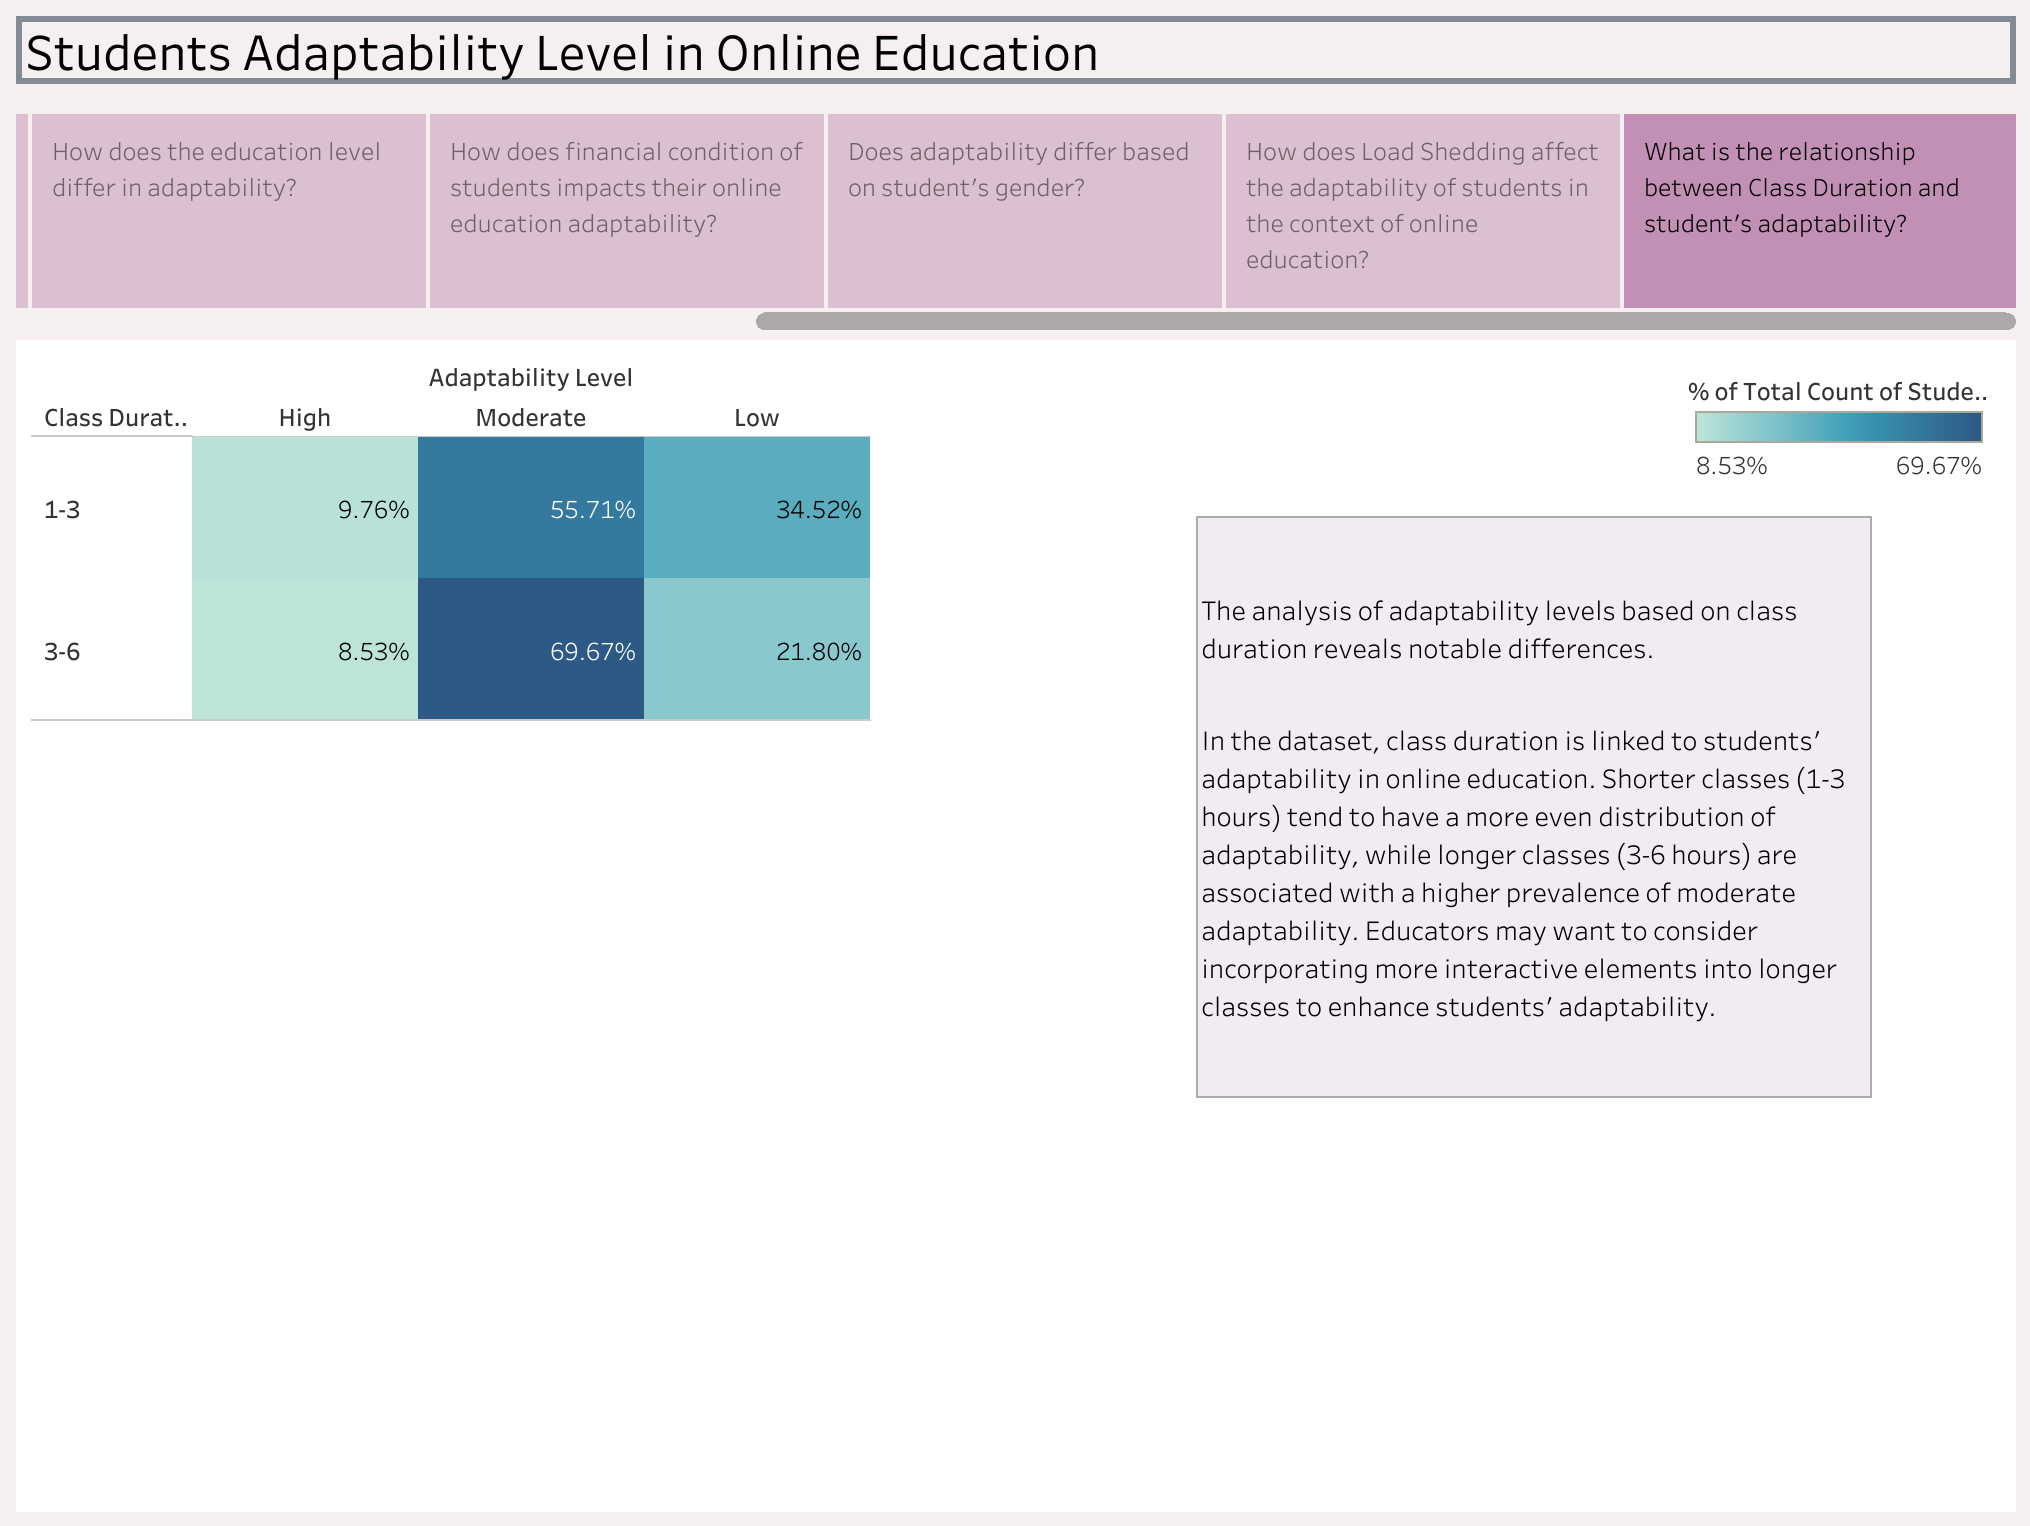 Students Adaptability Level in Online Education
How does the education level
differ in adaptability?
How does financial condition of
students impacts their online
education adaptability?
Does adaptability differ based
on student’s gender?
How does Load Shedding affect
the adaptability of students in
the context of online
education?
What is the relationship
between Class Duration and
student’s adaptability?
Adaptability Level
Class Durat.. High Moderate Low
1-3 9.76% 55.71% 34.52%
3-6 8.53% 69.67% 21.80%
% of Total Count of Stude..
8.53% 69.67%
The analysis of adaptability levels based on class
duration reveals notable differences.
In the dataset, class duration is linked to students’
adaptability in online education. Shorter classes (1-3
hours) tend to have a more even distribution of
adaptability, while longer classes (3-6 hours) are
associated with a higher prevalence of moderate
adaptability. Educators may want to consider
incorporating more interactive elements into longer
classes to enhance students’ adaptability.